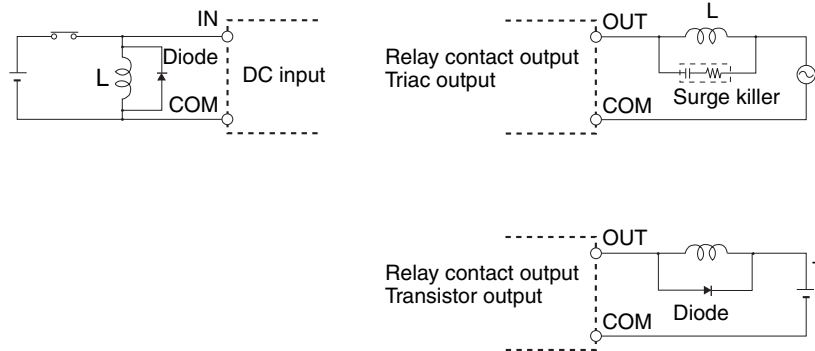 IN
Diode
L
DC input
COM
OUT
L
Relay contact output
Triac output
Surge killer
COM
OUT
Relay contact output
Transistor output
Diode
COM